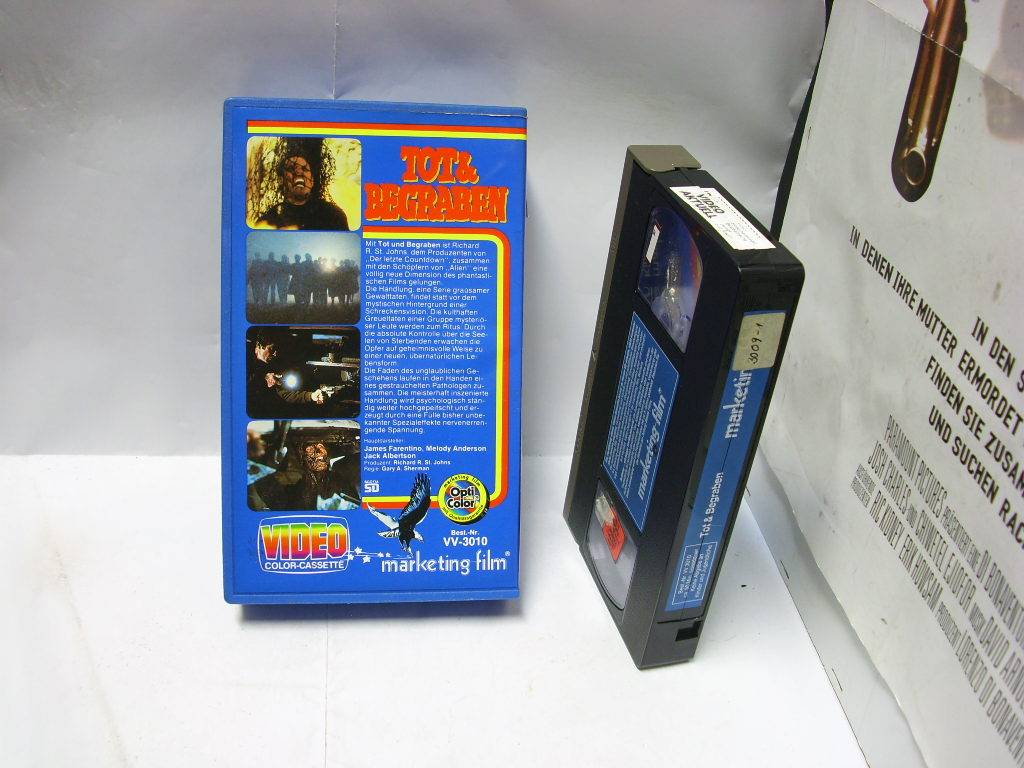 TOT&
BEGRABEN
Mit Tot und Begraben ist Richard
R. St. Johns, dem Produzenten von
„Der letzte Countdown", zusammen
mit den Schöpfern von „Alien" eine
völlig neue Dimension des phantasti-
schen Films gelungen.
Die Handlung, eine Serie grausamer
Gewalttaten, findet statt vor dem
mystischen Hintergrund einer
Schreckensvision. Die kulthaften
Greueltaten einer Gruppe mysteriö-
ser Leute werden zum Ritus: Durch
die absolute Kontrolle über die See-
len von Sterbenden erwachen die
Opfer auf geheimnisvolle Weise zu
einer neuen, übernatürlichen Le-
bensform.
Die Fäden des unglaublichen Ge-
schehens laufen in den Händen ei-
nes gestrauchelten Pathologen zu-
sammen. Die meisterhaft inszenierte
Handlung wird psychologisch stän-
dig weiter hochgepeitscht und er-
zeugt durch eine Fülle bisher unbe-
kannter Spezialeffekte nervenerren-
gende Spannung.
Hauptdarsteller:
James Farentino, Melody Anderson
Jack Albertson
Produzent: Richard R. St. Johns
Regie: Gary A. Sherman
SD
Opti
Color
Best.-Nr.
VV-3010
VIDEO
COLOR-CASSETTE
marketing film®
VIDEO
AKTUELL
marketing film®
3009-1
marketin
Tot & Begraben
IN DENEN IHRE MUTTER ERMORDET
IN DEN S
FINDEN SIE ZUSA
UND SUCHEN RAC
PARAMOUNT PICTURES